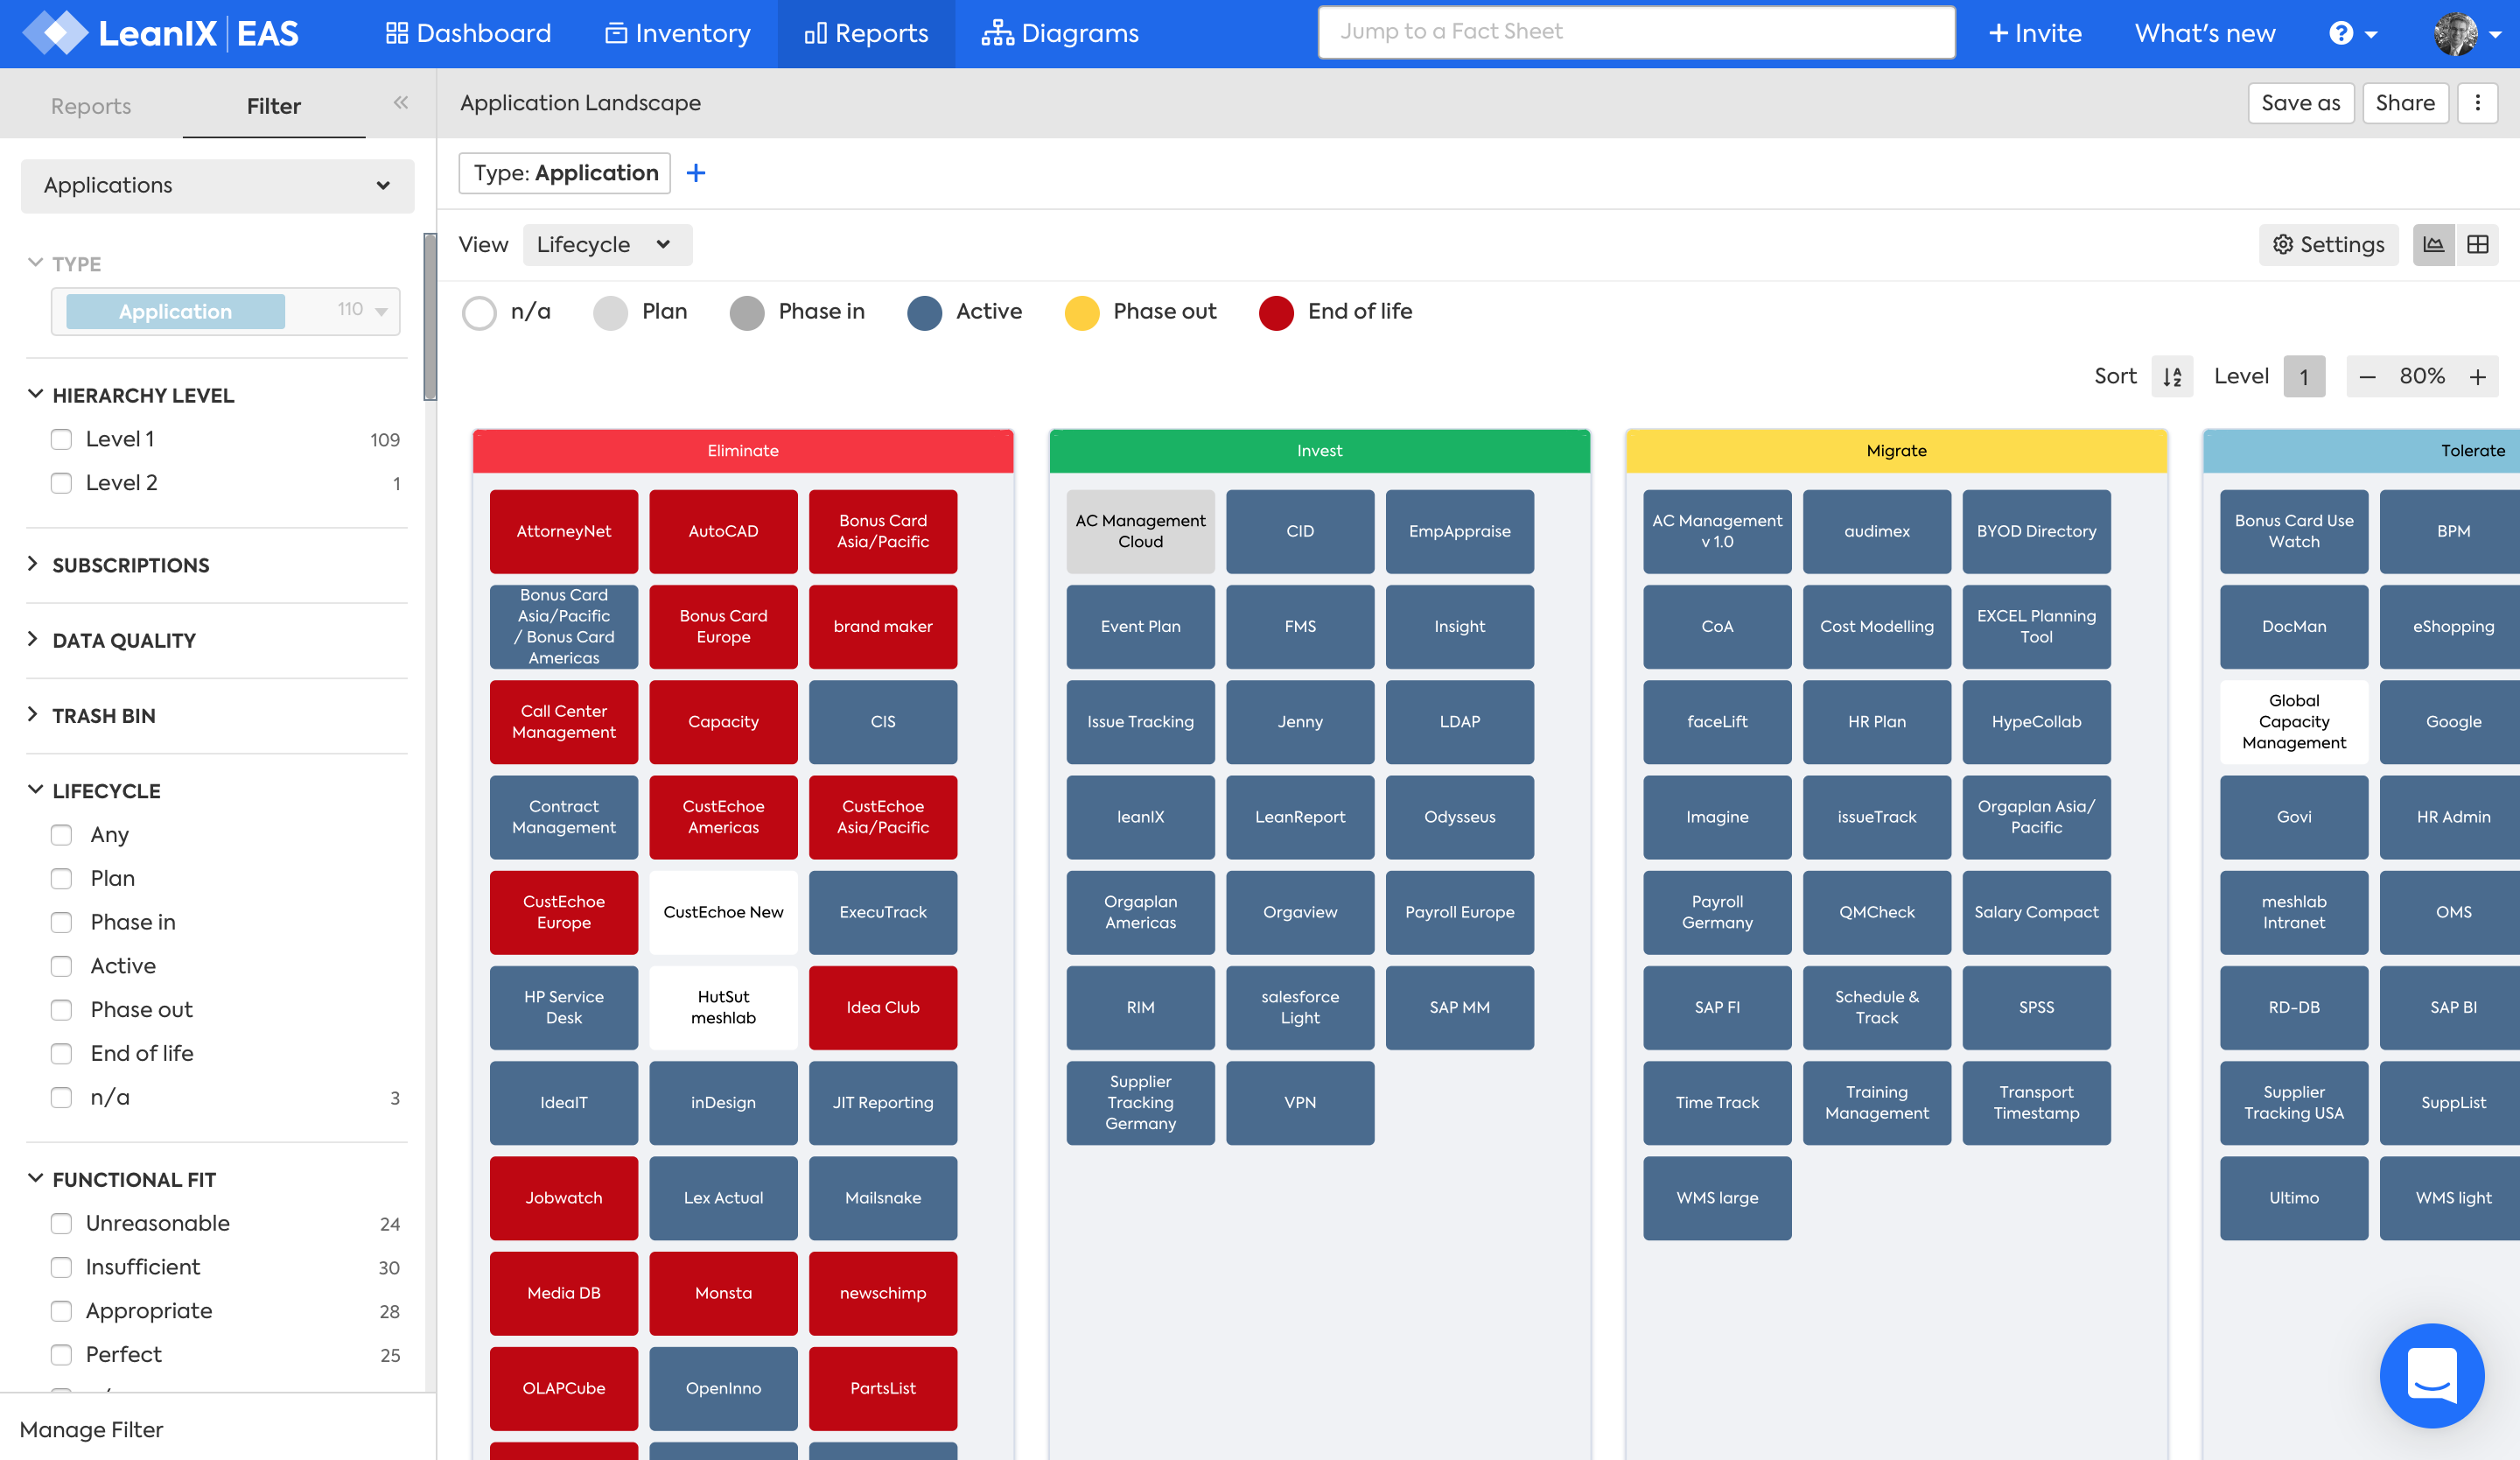 LeanIX | EAS
Dashboard
Inventory
Reports
Diagrams
Jump to a Fact Sheet
+ Invite
What's new
?
Reports
Filter
«
Application Landscape
Save as
Share
Applications
TYPE
Application 110
HIERARCHY LEVEL
Level 1 109
Level 2 1
SUBSCRIPTIONS
DATA QUALITY
TRASH BIN
LIFECYCLE
Any
Plan
Phase in
Active
Phase out
End of life
n/a 3
FUNCTIONAL FIT
Unreasonable 24
Insufficient 30
Appropriate 28
Perfect 25
Manage Filter
Type: Application +
View Lifecycle
Settings
n/a
Plan
Phase in
Active
Phase out
End of life
Sort
Level 1
− 80% +
Eliminate
AttorneyNet
AutoCAD
Bonus Card
Asia/Pacific
Bonus Card
Asia/Pacific
/ Bonus Card
Americas
Bonus Card
Europe
brand maker
Call Center
Management
Capacity
CIS
Contract
Management
CustEchoe
Americas
CustEchoe
Asia/Pacific
CustEchoe
Europe
CustEchoe New
ExecuTrack
HP Service
Desk
HutSut
meshlab
Idea Club
IdeaIT
inDesign
JIT Reporting
Jobwatch
Lex Actual
Mailsnake
Media DB
Monsta
newschimp
OLAPCube
OpenInno
PartsList
Invest
AC Management
Cloud
CID
EmpAppraise
Event Plan
FMS
Insight
Issue Tracking
Jenny
LDAP
leanIX
LeanReport
Odysseus
Orgaplan
Americas
Orgaview
Payroll Europe
RIM
salesforce
Light
SAP MM
Supplier
Tracking
Germany
VPN
Migrate
AC Management
v 1.0
audimex
BYOD Directory
CoA
Cost Modelling
EXCEL Planning
Tool
faceLift
HR Plan
HypeCollab
Imagine
issueTrack
Orgaplan Asia/
Pacific
Payroll
Germany
QMCheck
Salary Compact
SAP FI
Schedule &
Track
SPSS
Time Track
Training
Management
Transport
Timestamp
WMS large
Tolerate
Bonus Card Use
Watch
BPM
DocMan
eShopping
Global
Capacity
Management
Google
Govi
HR Admin
meshlab
Intranet
OMS
RD-DB
SAP BI
Supplier
Tracking USA
SuppList
Ultimo
WMS light